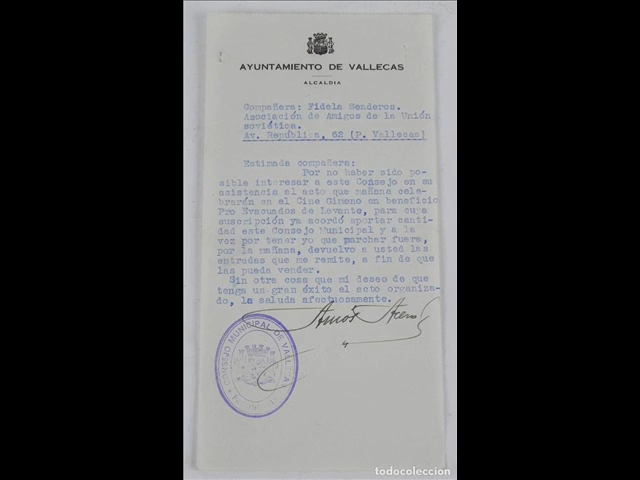 AYUNTAMIENTO DE VALLECAS
ALCALDIA
Compañera: Fidela Senderos.
Asociación de Amigos de la Unión
soviética.
Av. República, 62 (P. Vallecas)
Estimada compañera:
Por no haber sido po-
sible interesar a este Consejo en su
asistencia el acto que mañana cele-
brarán en el Cine Gimeno en beneficio
Pro Evacuados de Levante, para cuya
suscripción ya acordó aportar canti-
dad este Consejo Municipal y a la
vez por tener yo que marchar fuera,
por la mañana, devuelvo a usted las
entradas que me remite, a fin de que
las pueda vender.
Sin otra cosa que mi deseo de que
tenga un gran éxito el acto organiza-
do, la saluda afectuosamente.
Amós Acero
CONSEJO MUNICIPAL DE
todocoleccion